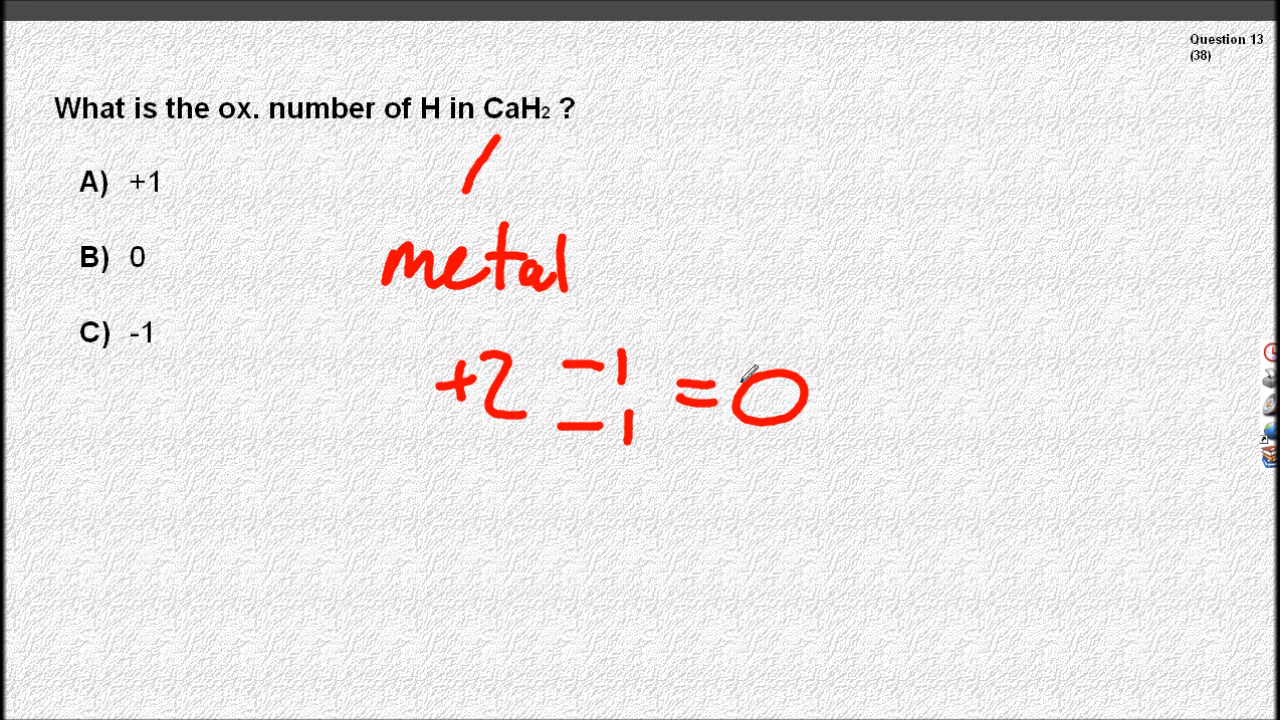 Question 13
(38)
What is the ox. number of H in CaH₂ ?
A) +1
B) 0
C) -1
metal
+2 -1 = 0
-1